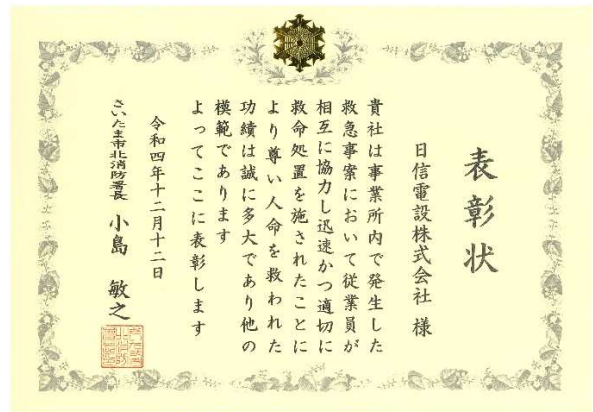 表彰状
日信電設株式会社 様
貴社は事業所内で発生した
救急事案において従業員が
相互に協力し迅速かつ適切に
救命処置を施されたことに
より尊い人命を救われた
功績は誠に多大であり他の
模範であります
よってここに表彰します
令和四年十二月十二日
さいたま市北消防署長 小島 敏之